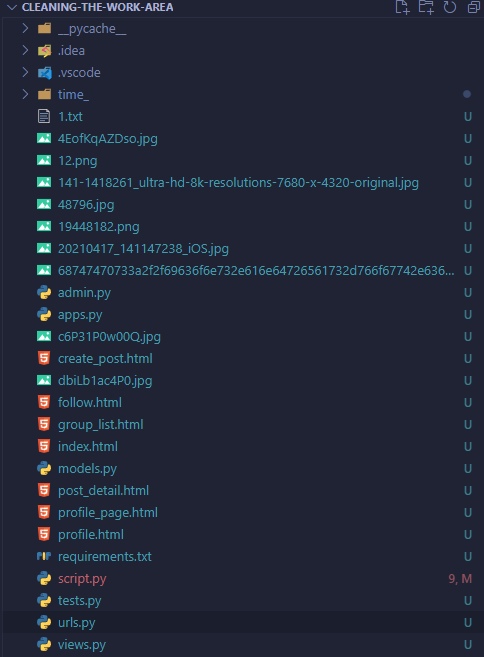 CLEANING-THE-WORK-AREA
__pycache__
.idea
.vscode
time_
1.txt U
4EofKqAZDso.jpg U
12.png U
141-1418261_ultra-hd-8k-resolutions-7680-x-4320-original.jpg U
48796.jpg U
19448182.png U
20210417_141147238_iOS.jpg U
68747470733a2f2f69636f6e732e616e64726561732d766f67742e636... U
admin.py U
apps.py U
c6P31P0w00Q.jpg U
create_post.html U
dbiLb1ac4P0.jpg U
follow.html U
group_list.html U
index.html U
models.py U
post_detail.html U
profile_page.html U
profile.html U
requirements.txt U
script.py 9, M
tests.py U
urls.py U
views.py U